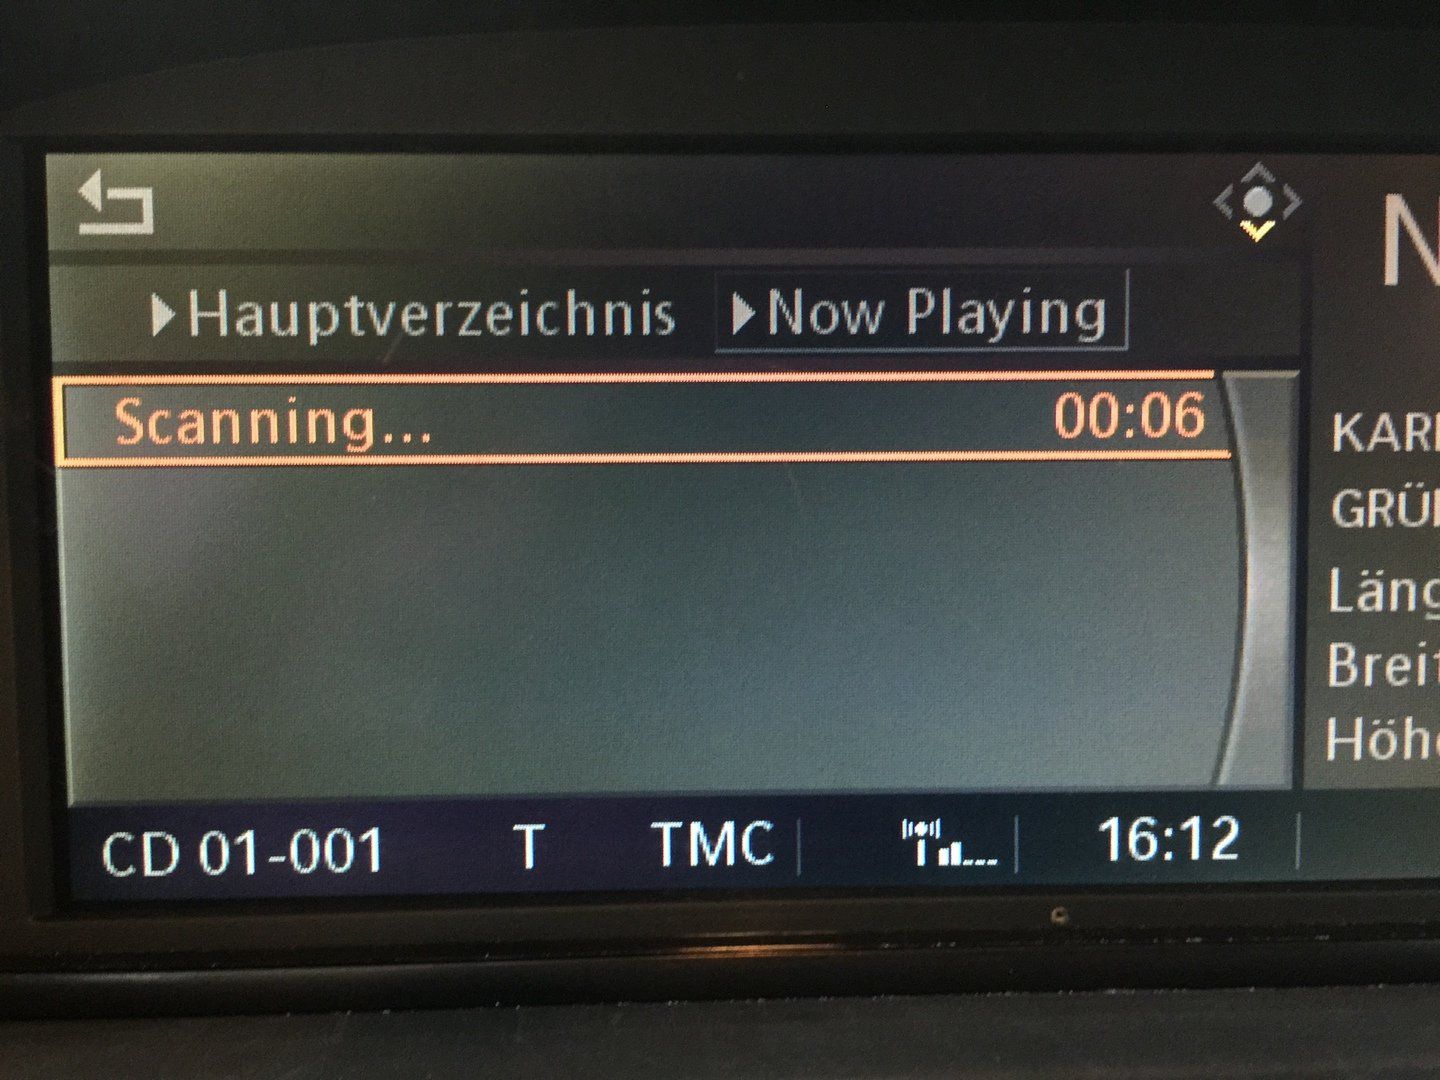 Hauptverzeichnis Now Playing
Scanning... 00:06
CD 01-001 T TMC 16:12